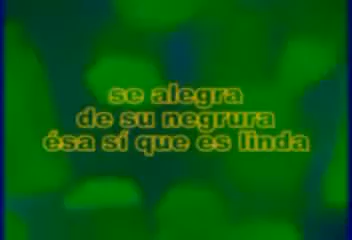 se alegra
de su negrura
ésa sí que es linda